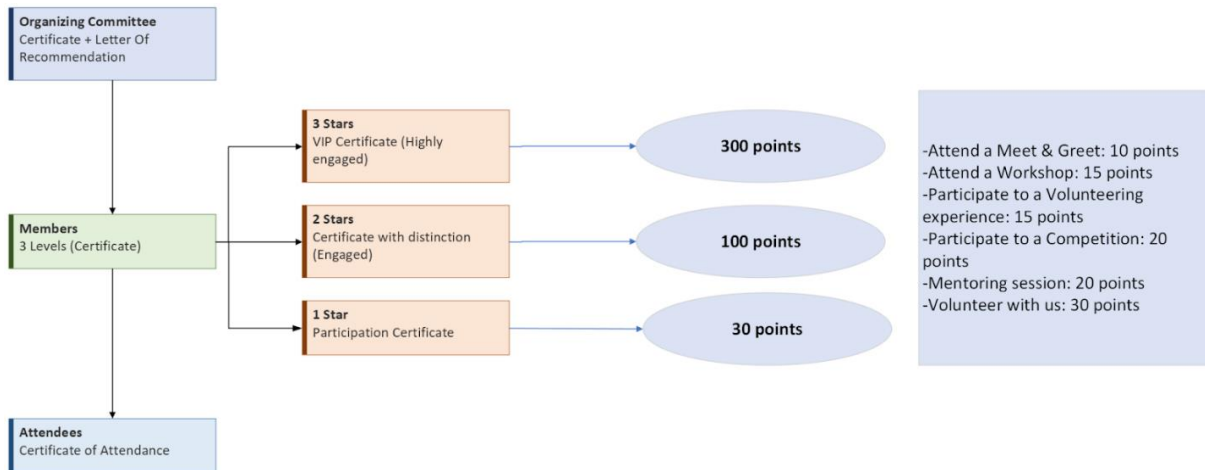 Organizing Committee
Certificate + Letter Of
Recommendation
3 Stars
VIP Certificate (Highly
engaged)
300 points
Members
3 Levels (Certificate)
2 Stars
Certificate with distinction
(Engaged)
100 points
1 Star
Participation Certificate
30 points
-Attend a Meet & Greet: 10 points
-Attend a Workshop: 15 points
-Participate to a Volunteering
experience: 15 points
-Participate to a Competition: 20
points
-Mentoring session: 20 points
-Volunteer with us: 30 points
Attendees
Certificate of Attendance